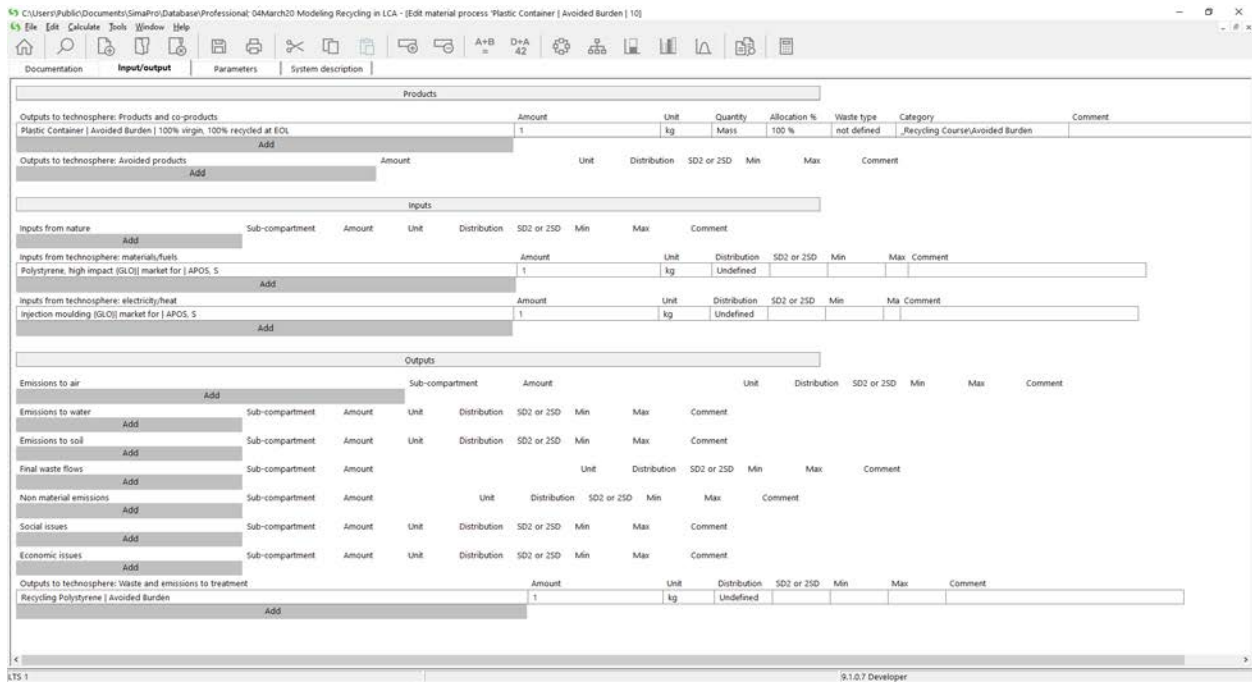 C:\Users\Public\Documents\SimaPro\Database\Professional; 04March20 Modeling Recycling in LCA - [Edit material process 'Plastic Container | Avoided Burden | 10]
File Edit Calculate Tools Window Help
A+B = D+A 42
Documentation Input/output Parameters System description
Products
Outputs to technosphere: Products and co-products Amount Unit Quantity Allocation % Waste type Category Comment
Plastic Container | Avoided Burden | 100% virgin, 100% recycled at EOL 1 kg Mass 100 % not defined _Recycling Course\Avoided Burden
Add
Outputs to technosphere: Avoided products Amount Unit Distribution SD2 or 2SD Min Max Comment
Add
Inputs
Inputs from nature Sub-compartment Amount Unit Distribution SD2 or 2SD Min Max Comment
Add
Inputs from technosphere: materials/fuels Amount Unit Distribution SD2 or 2SD Min Max Comment
Polystyrene, high impact {GLO}| market for | APOS, S 1 kg Undefined
Add
Inputs from technosphere: electricity/heat Amount Unit Distribution SD2 or 2SD Min Ma Comment
Injection moulding {GLO}| market for | APOS, S 1 kg Undefined
Add
Outputs
Emissions to air Sub-compartment Amount Unit Distribution SD2 or 2SD Min Max Comment
Add
Emissions to water Sub-compartment Amount Unit Distribution SD2 or 2SD Min Max Comment
Add
Emissions to soil Sub-compartment Amount Unit Distribution SD2 or 2SD Min Max Comment
Add
Final waste flows Sub-compartment Amount Unit Distribution SD2 or 2SD Min Max Comment
Add
Non material emissions Sub-compartment Amount Unit Distribution SD2 or 2SD Min Max Comment
Add
Social issues Sub-compartment Amount Unit Distribution SD2 or 2SD Min Max Comment
Add
Economic issues Sub-compartment Amount Unit Distribution SD2 or 2SD Min Max Comment
Add
Outputs to technosphere: Waste and emissions to treatment Amount Unit Distribution SD2 or 2SD Min Max Comment
Recycling Polystyrene | Avoided Burden 1 kg Undefined
Add
LTS 1 9.1.0.7 Developer